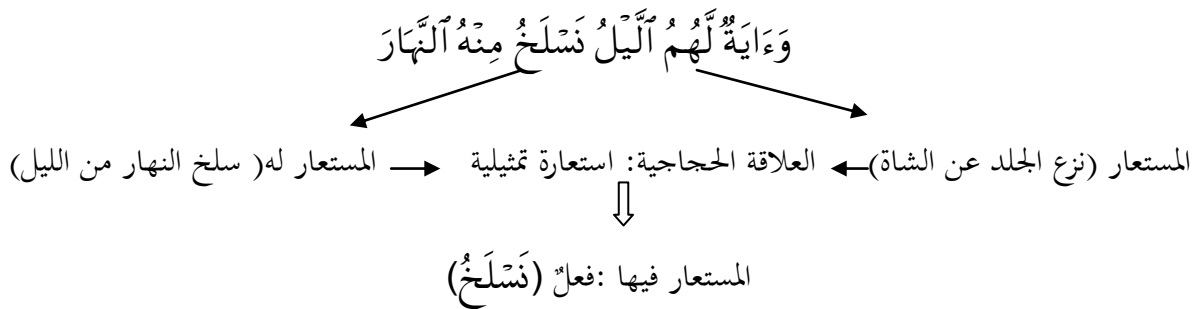 وَءَايَةٌ لَّهُمُ ٱلَّيۡلُ نَسۡلَخُ مِنۡهُ ٱلنَّهَارَ
المستعار (نزع الجلد عن الشاة) العلاقة الحجاجية: استعارة تمثيلية المستعار له( سلخ النهار من الليل)
المستعار فيها :فعلٌ (نَسۡلَخُ)